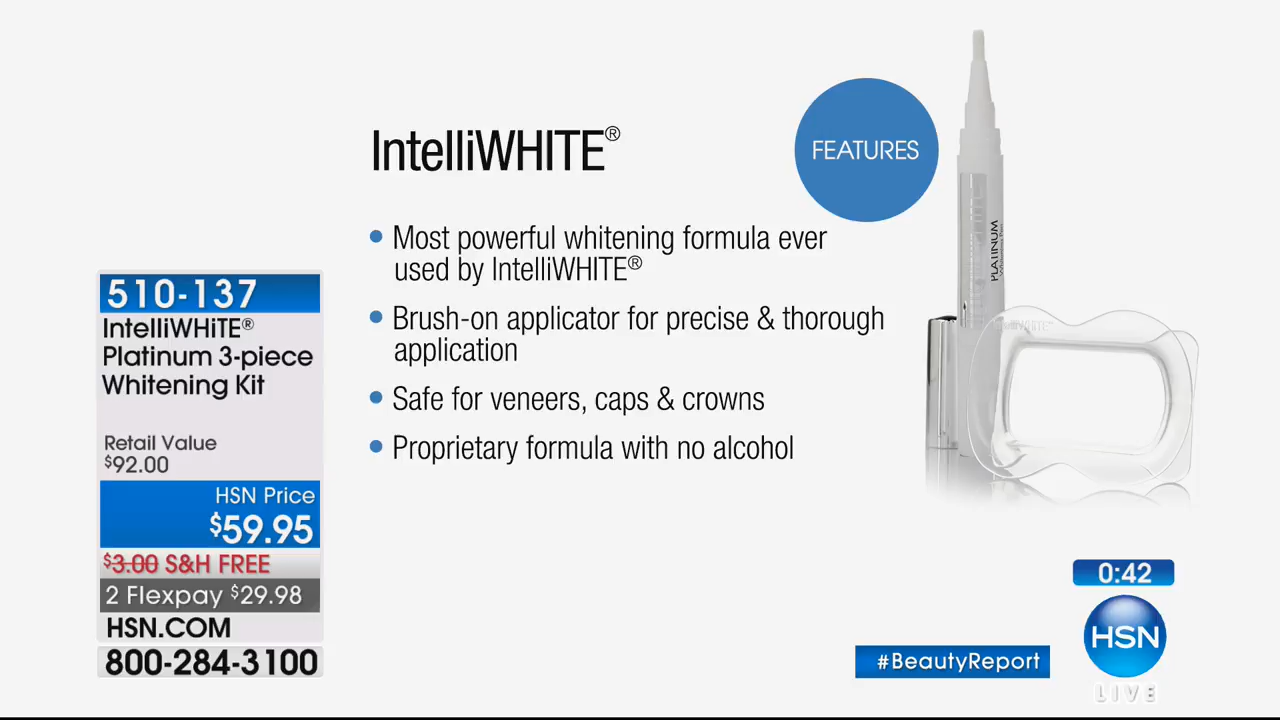 IntelliWHITE®
FEATURES
• Most powerful whitening formula ever
used by IntelliWHITE®
• Brush-on applicator for precise & thorough
application
• Safe for veneers, caps & crowns
• Proprietary formula with no alcohol
510-137
IntelliWHiTE®
Platinum 3-piece
Whitening Kit
Retail Value
$92.00
HSN Price
$59.95
$3.00 S&H FREE
2 Flexpay $29.98
HSN.COM
800-284-3100
PLATINUM
IntelliWHITE™
0:42
HSN
LIVE
#BeautyReport